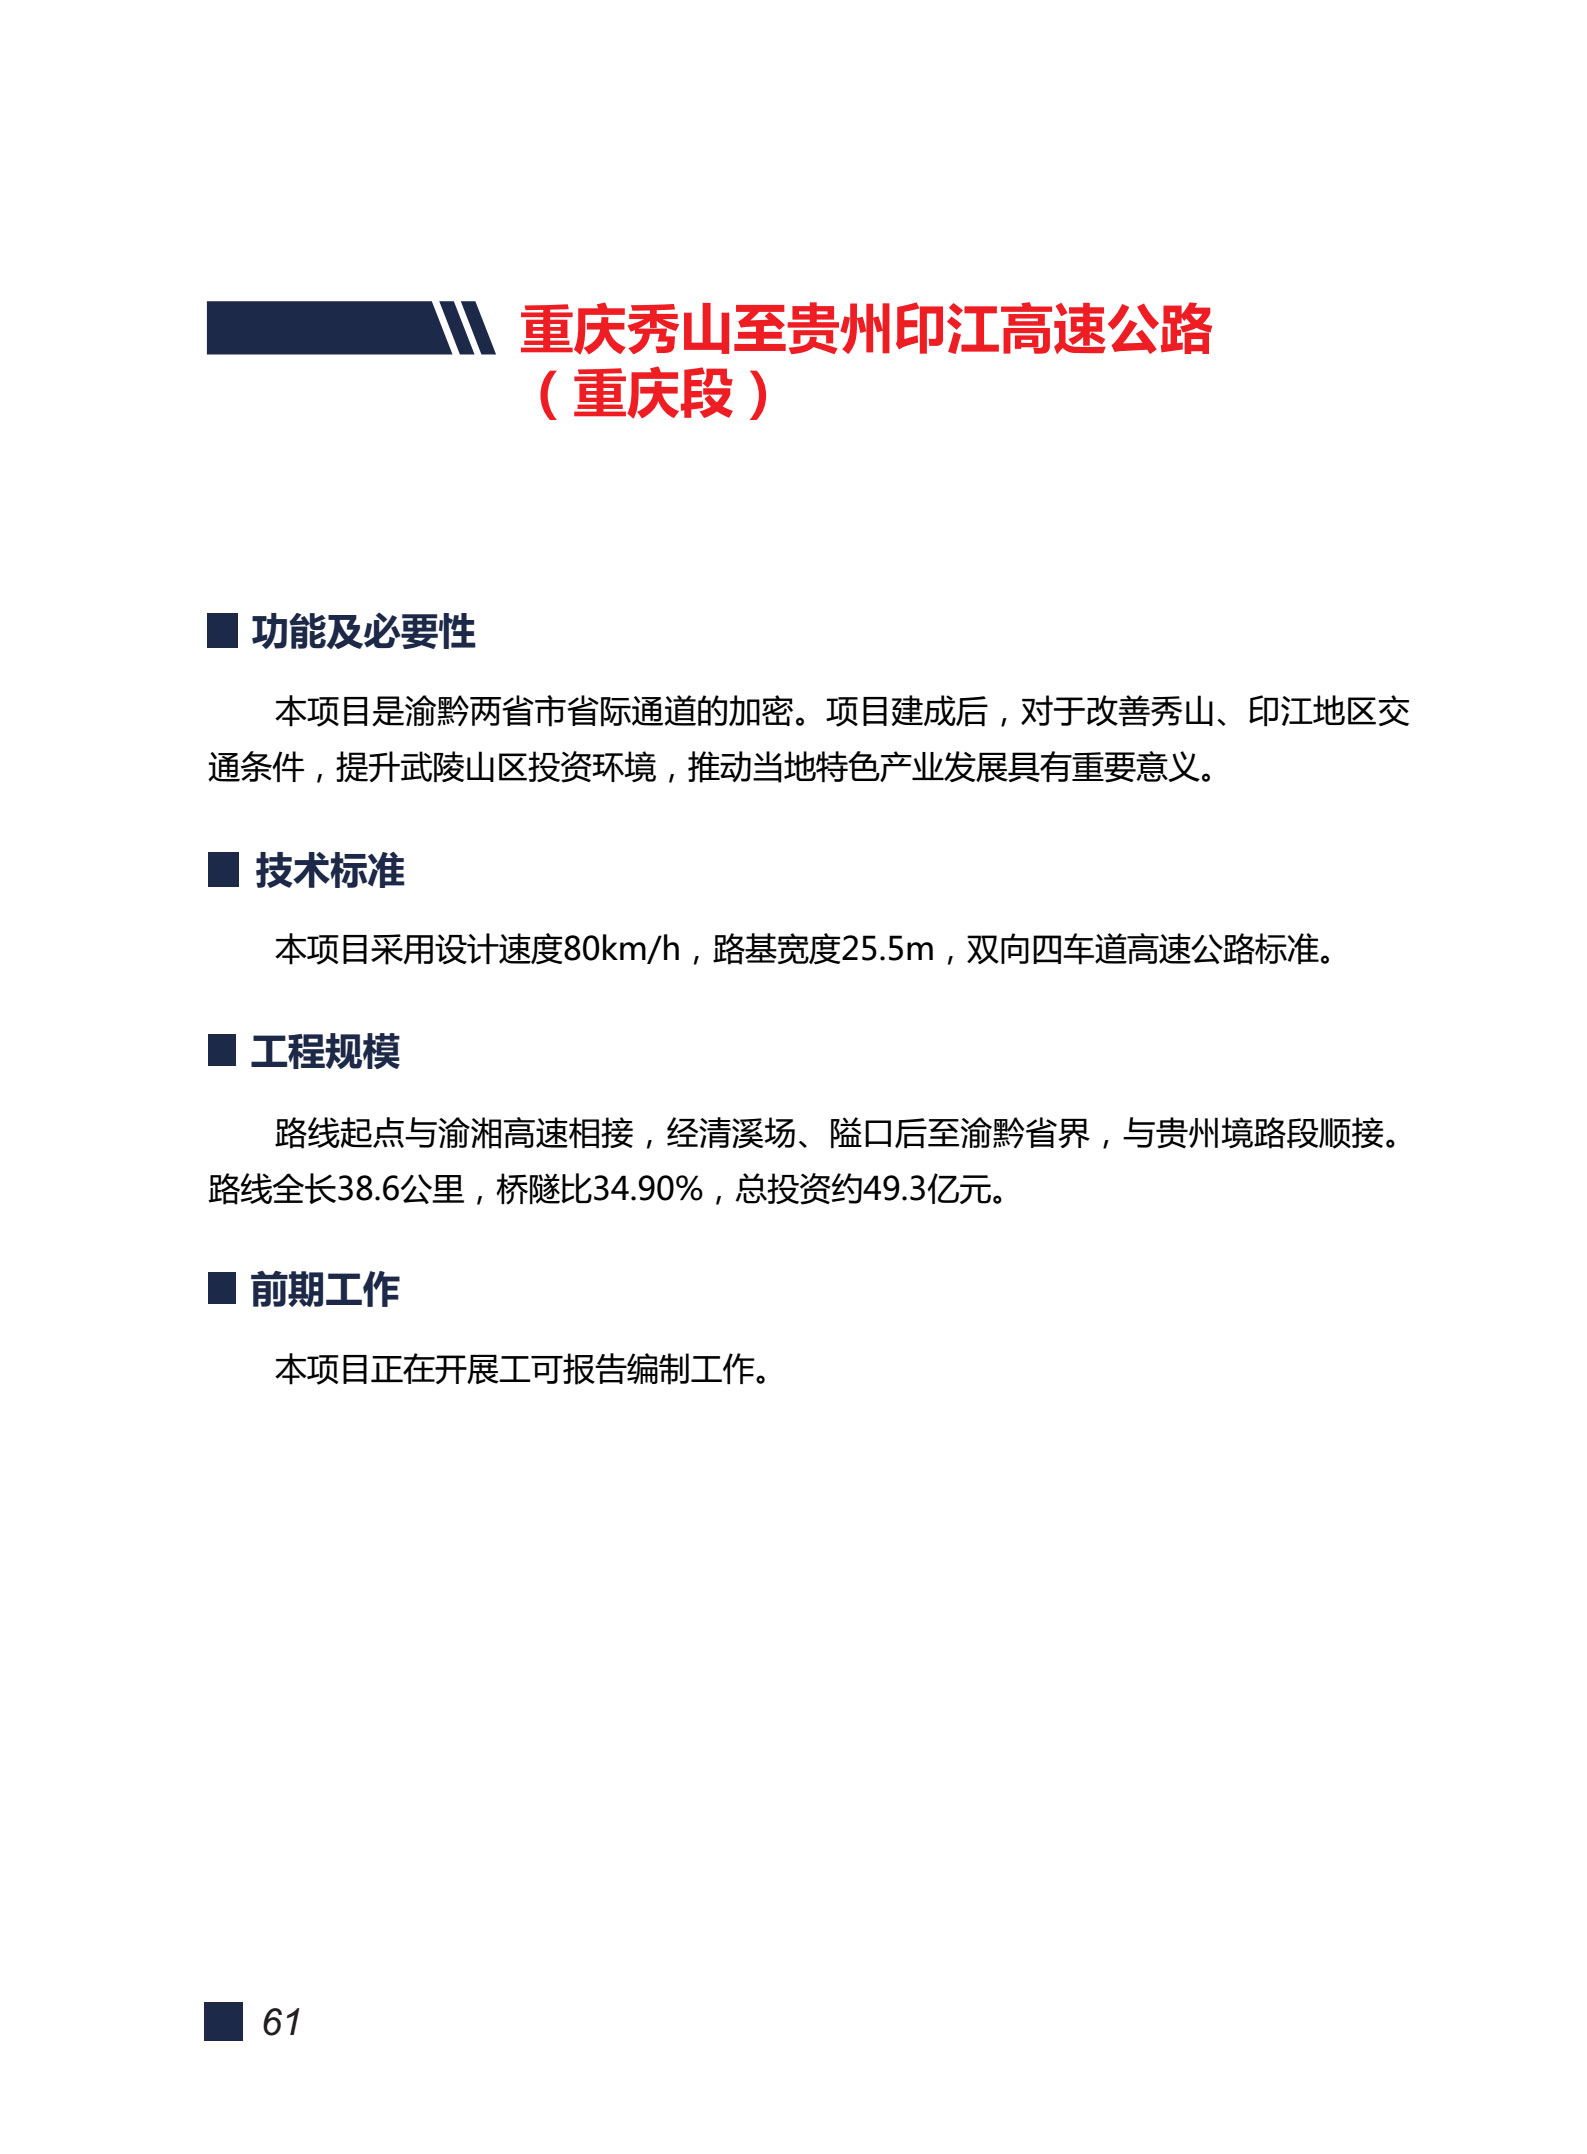 重庆秀山至贵州印江高速公路
（重庆段）
功能及必要性
本项目是渝黔两省市省际通道的加密。项目建成后，对于改善秀山、印江地区交
通条件，提升武陵山区投资环境，推动当地特色产业发展具有重要意义。
技术标准
本项目采用设计速度80km/h，路基宽度25.5m，双向四车道高速公路标准。
工程规模
路线起点与渝湘高速相接，经清溪场、隘口后至渝黔省界，与贵州境路段顺接。
路线全长38.6公里，桥隧比34.90%，总投资约49.3亿元。
前期工作
本项目正在开展工可报告编制工作。
61